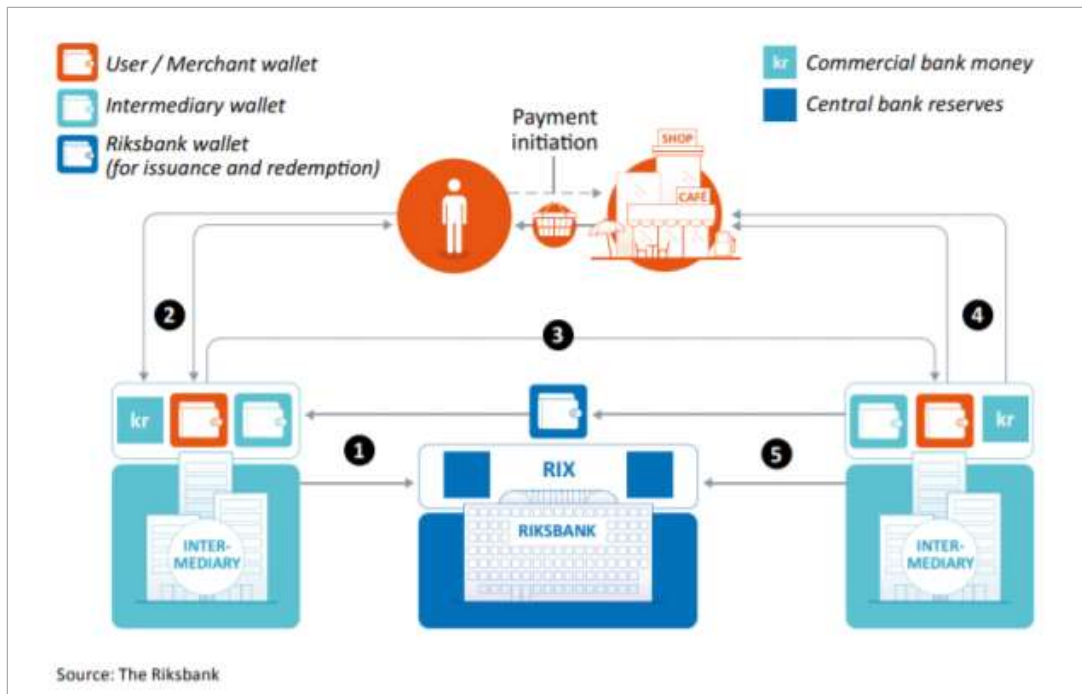 User / Merchant wallet
Intermediary wallet
Riksbank wallet
(for issuance and redemption)
kr Commercial bank money
Central bank reserves
Payment
initiation
SHOP
CAFÉ
2
3
4
kr
kr
1
5
RIX
RIKSBANK
INTER-
MEDIARY
INTER-
MEDIARY
Source: The Riksbank